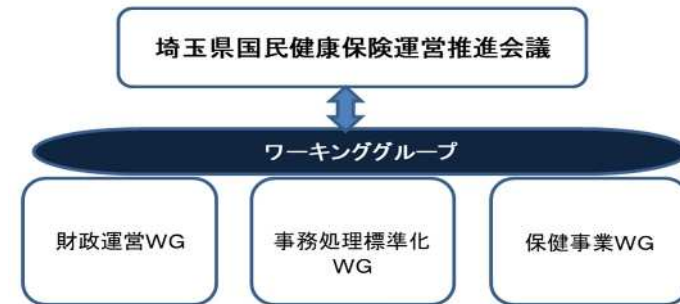 埼玉県国民健康保険運営推進会議
ワーキンググループ
財政運営WG
事務処理標準化
WG
保健事業WG